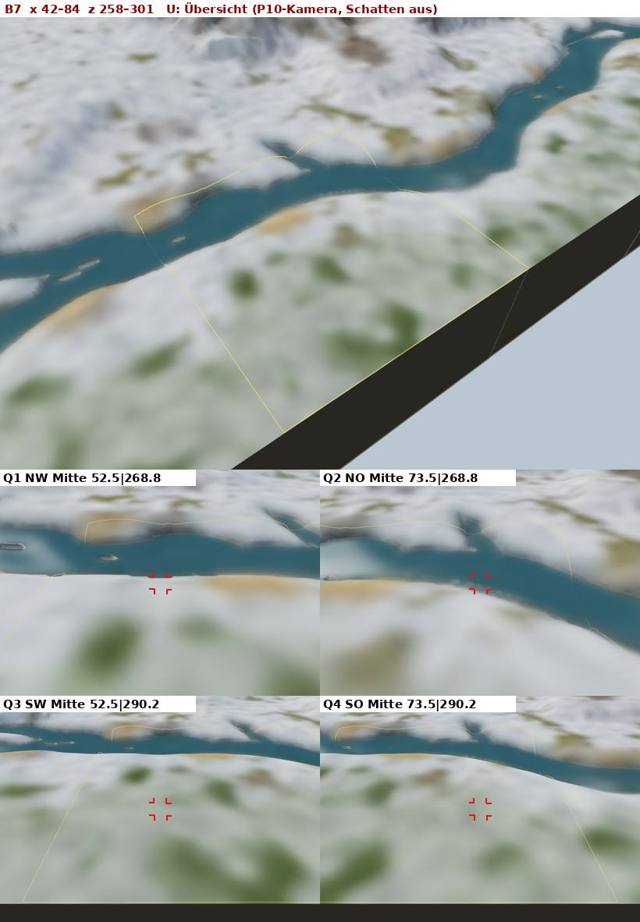 B7 x 42–84 z 258–301 U: Übersicht (P10-Kamera, Schatten aus)
Q1 NW Mitte 52.5|268.8
Q2 NO Mitte 73.5|268.8
Q3 SW Mitte 52.5|290.2
Q4 SO Mitte 73.5|290.2